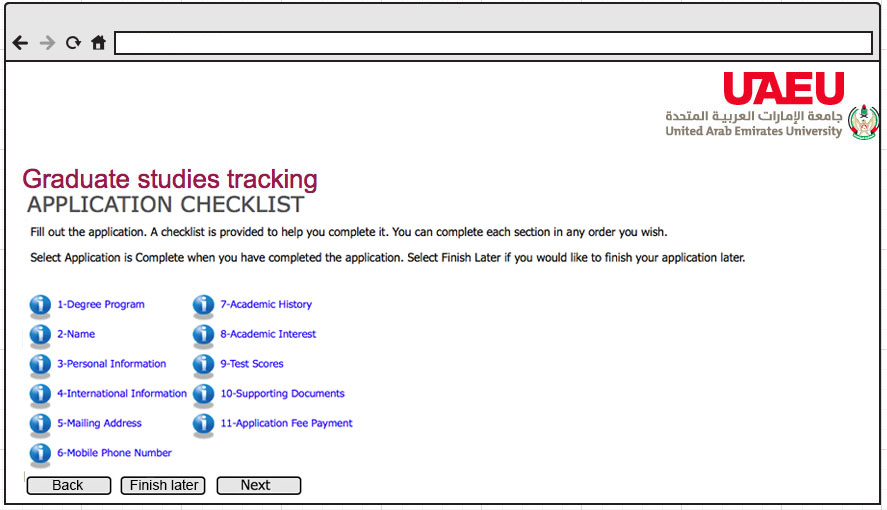 UAEU
جامعة الإمارات العربية المتحدة
United Arab Emirates University
Graduate studies tracking
APPLICATION CHECKLIST
Fill out the application. A checklist is provided to help you complete it. You can complete each section in any order you wish.
Select Application is Complete when you have completed the application. Select Finish Later if you would like to finish your application later.
1-Degree Program
2-Name
3-Personal Information
4-International Information
5-Mailing Address
6-Mobile Phone Number
7-Academic History
8-Academic Interest
9-Test Scores
10-Supporting Documents
11-Application Fee Payment
Back
Finish later
Next